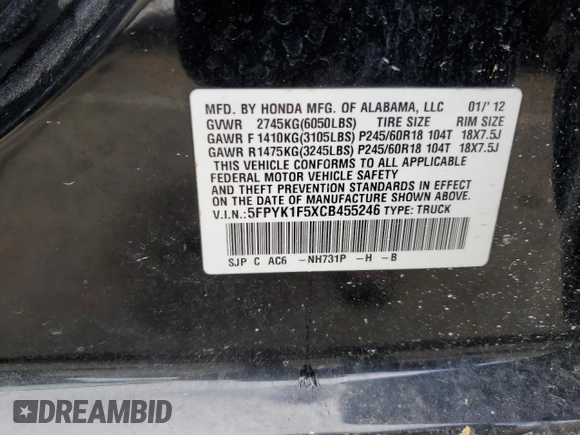 MFD. BY HONDA MFG. OF ALABAMA, LLC 01/'12
GVWR 2745KG(6050LBS) TIRE SIZE RIM SIZE
GAWR F 1410KG(3105LBS) P245/60R18 104T 18X7.5J
GAWR R 1475KG(3245LBS) P245/60R18 104T 18X7.5J
THIS VEHICLE CONFORMS TO ALL APPLICABLE
FEDERAL MOTOR VEHICLE SAFETY
AND THEFT PREVENTION STANDARDS IN EFFECT
ON THE DATE OF MANUFACTURE SHOWN ABOVE.
V.I.N.: 5FPYK1F5XCB455246 TYPE: TRUCK
SJP C AC6 -NH731P -H -B
DREAMBID